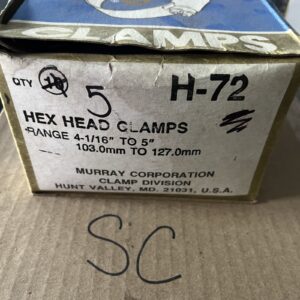 CLAMPS
QTY 10 5 H-72
HEX HEAD CLAMPS
RANGE 4-1/16" TO 5"
103.0mm TO 127.0mm
MURRAY CORPORATION
CLAMP DIVISION
HUNT VALLEY, MD. 21031, U.S.A.
SC